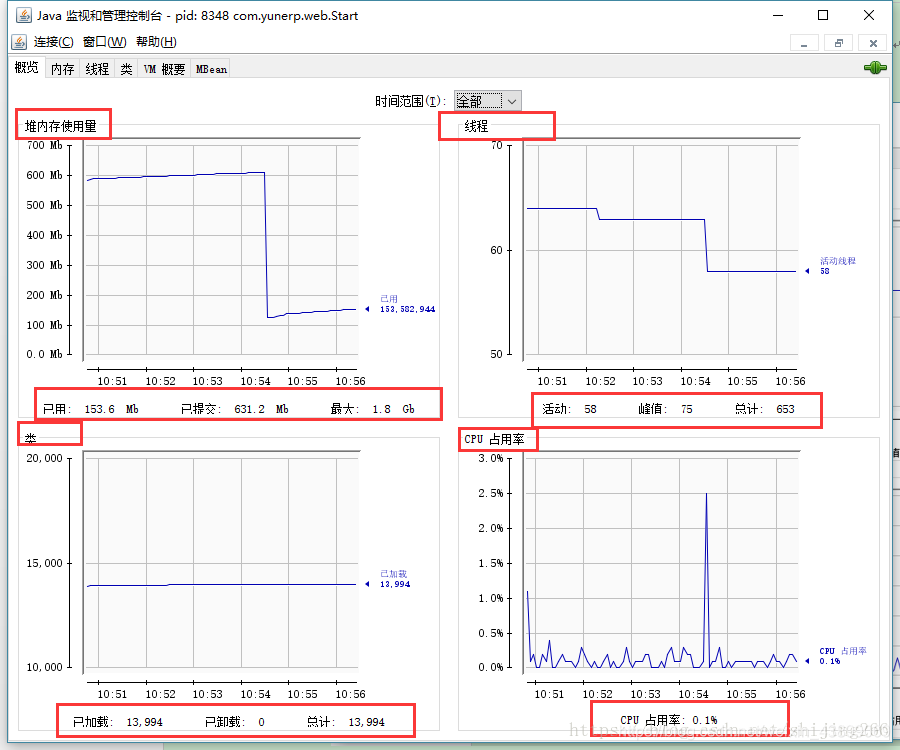 Java 监视和管理控制台 - pid: 8348 com.yunerp.web.Start
连接(C) 窗口(W) 帮助(H)
概览 内存 线程 类 VM 概要 MBean
时间范围(T): 全部
堆内存使用量
700 Mb
600 Mb
500 Mb
400 Mb
300 Mb
200 Mb
100 Mb
0.0 Mb
已用
153,582,944
10:51 10:52 10:53 10:54 10:55 10:56
已用: 153.6 Mb 已提交: 631.2 Mb 最大: 1.8 Gb
线程
70
60
50
活动线程
58
10:51 10:52 10:53 10:54 10:55 10:56
活动: 58 峰值: 75 总计: 653
类
20,000
15,000
10,000
已加载
13,994
10:51 10:52 10:53 10:54 10:55 10:56
已加载: 13,994 已卸载: 0 总计: 13,994
CPU 占用率
3.0%
2.5%
2.0%
1.5%
1.0%
0.5%
0.0%
CPU 占用率
0.1%
10:51 10:52 10:53 10:54 10:55 10:56
CPU 占用率: 0.1%